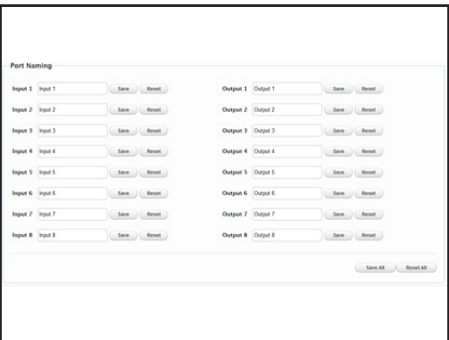 Port Naming
Input 1 Input 1 Save Reset Output 1 Output 1 Save Reset
Input 2 Input 2 Save Reset Output 2 Output 2 Save Reset
Input 3 Input 3 Save Reset Output 3 Output 3 Save Reset
Input 4 Input 4 Save Reset Output 4 Output 4 Save Reset
Input 5 Input 5 Save Reset Output 5 Output 5 Save Reset
Input 6 Input 6 Save Reset Output 6 Output 6 Save Reset
Input 7 Input 7 Save Reset Output 7 Output 7 Save Reset
Input 8 Input 8 Save Reset Output 8 Output 8 Save Reset
Save All Reset All